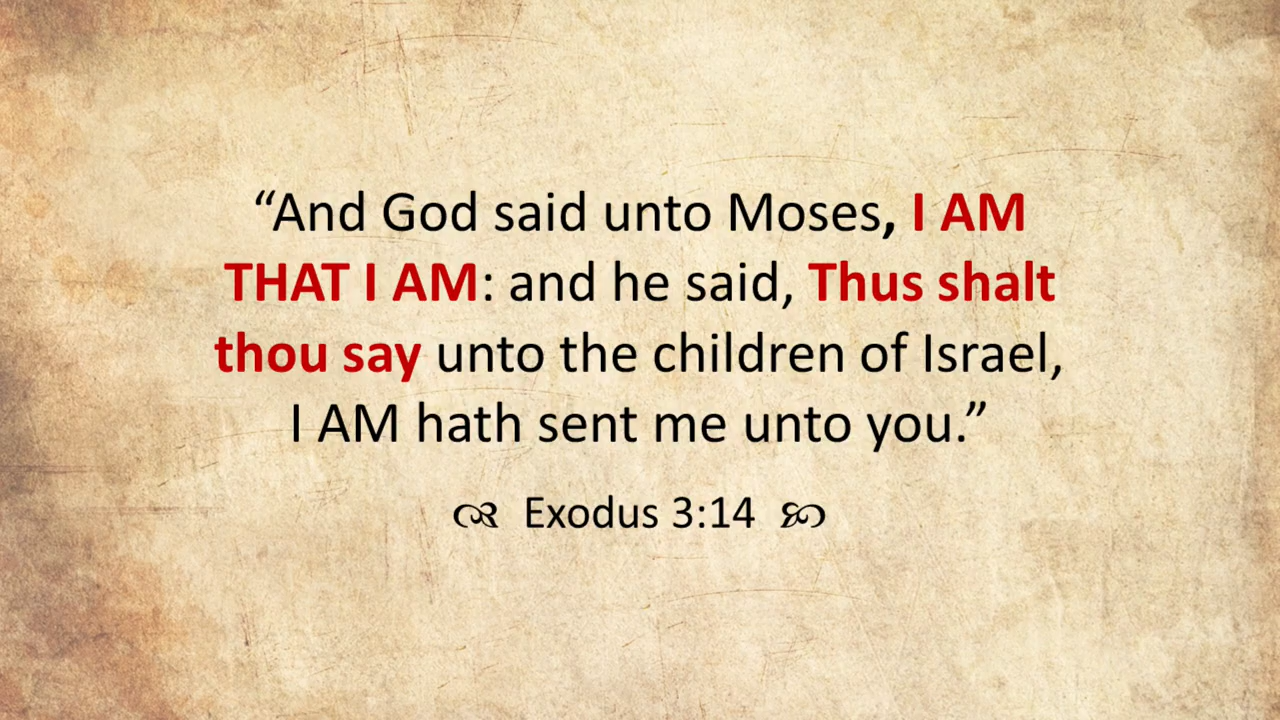 “And God said unto Moses, I AM
THAT I AM: and he said, Thus shalt
thou say unto the children of Israel,
I AM hath sent me unto you.”
Exodus 3:14